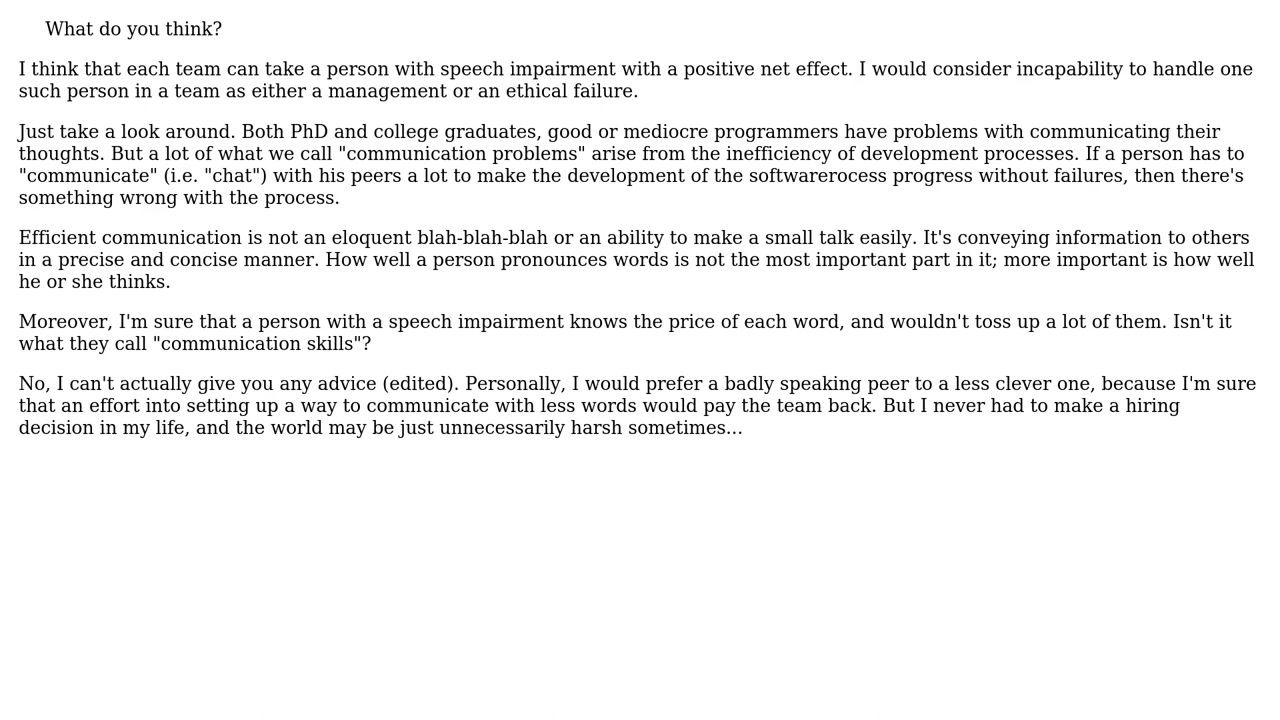 What do you think?
I think that each team can take a person with speech impairment with a positive net effect. I would consider incapability to handle one
such person in a team as either a management or an ethical failure.
Just take a look around. Both PhD and college graduates, good or mediocre programmers have problems with communicating their
thoughts. But a lot of what we call "communication problems" arise from the inefficiency of development processes. If a person has to
"communicate" (i.e. "chat") with his peers a lot to make the development of the softwarerocess progress without failures, then there's
something wrong with the process.
Efficient communication is not an eloquent blah-blah-blah or an ability to make a small talk easily. It's conveying information to others
in a precise and concise manner. How well a person pronounces words is not the most important part in it; more important is how well
he or she thinks.
Moreover, I'm sure that a person with a speech impairment knows the price of each word, and wouldn't toss up a lot of them. Isn't it
what they call "communication skills"?
No, I can't actually give you any advice (edited). Personally, I would prefer a badly speaking peer to a less clever one, because I'm sure
that an effort into setting up a way to communicate with less words would pay the team back. But I never had to make a hiring
decision in my life, and the world may be just unnecessarily harsh sometimes...